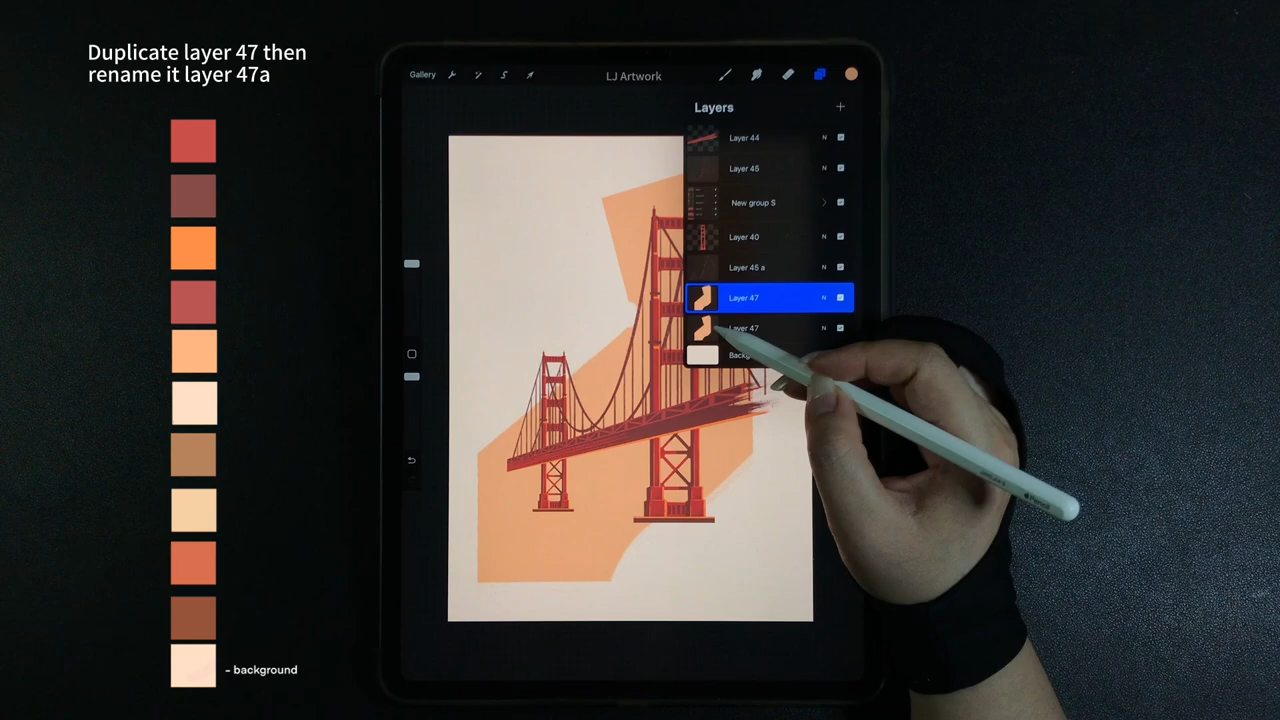 Duplicate layer 47 then
rename it layer 47a
Gallery
LJ Artwork
Layers
Layer 44 N
Layer 45
New group S
Layer 40 N
Layer 45 a N
Layer 47 N
Layer 47 N
- background